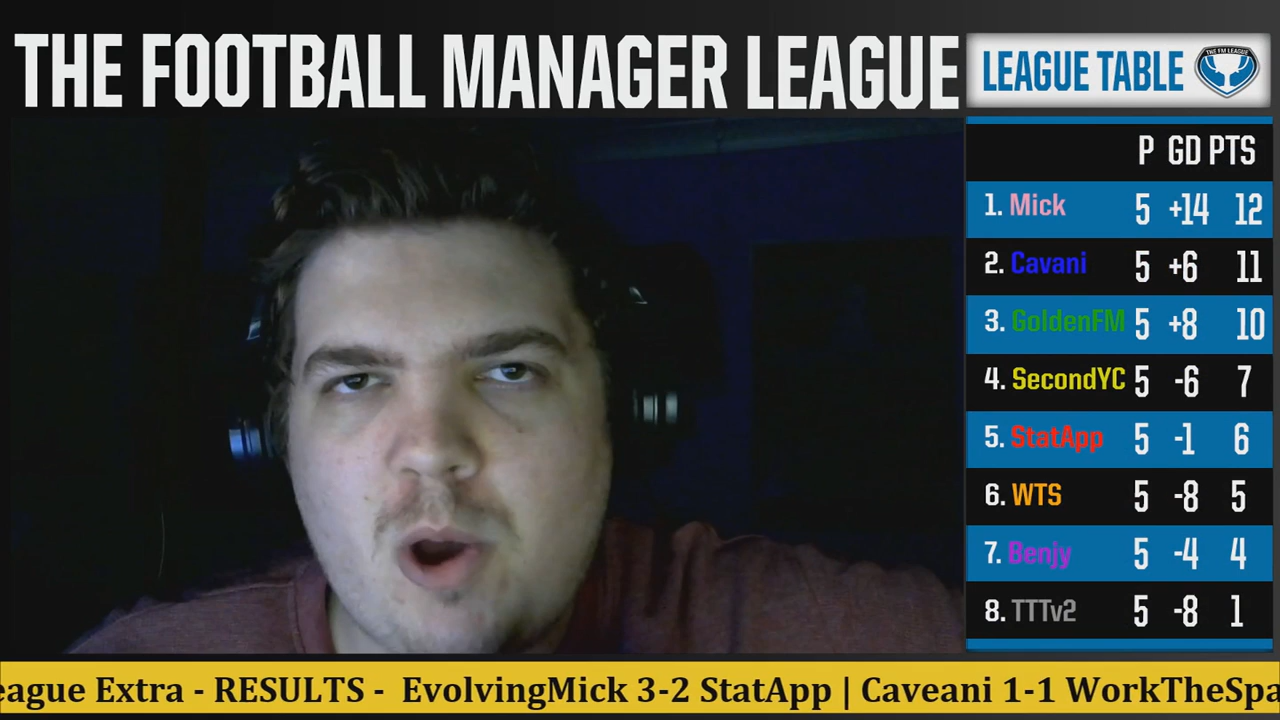 THE FOOTBALL MANAGER LEAGUE
LEAGUE TABLE
THE FM LEAGUE
P GD PTS
1. Mick 5 +14 12
2. Cavani 5 +6 11
3. GoldenFM 5 +8 10
4. SecondYC 5 -6 7
5. StatApp 5 -1 6
6. WTS 5 -8 5
7. Benjy 5 -4 4
8. TTTv2 5 -8 1
eague Extra - RESULTS - EvolvingMick 3-2 StatApp | Caveani 1-1 WorkTheSpa